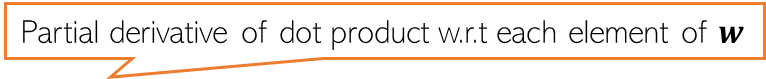 Partial derivative of dot product w.r.t each element of w